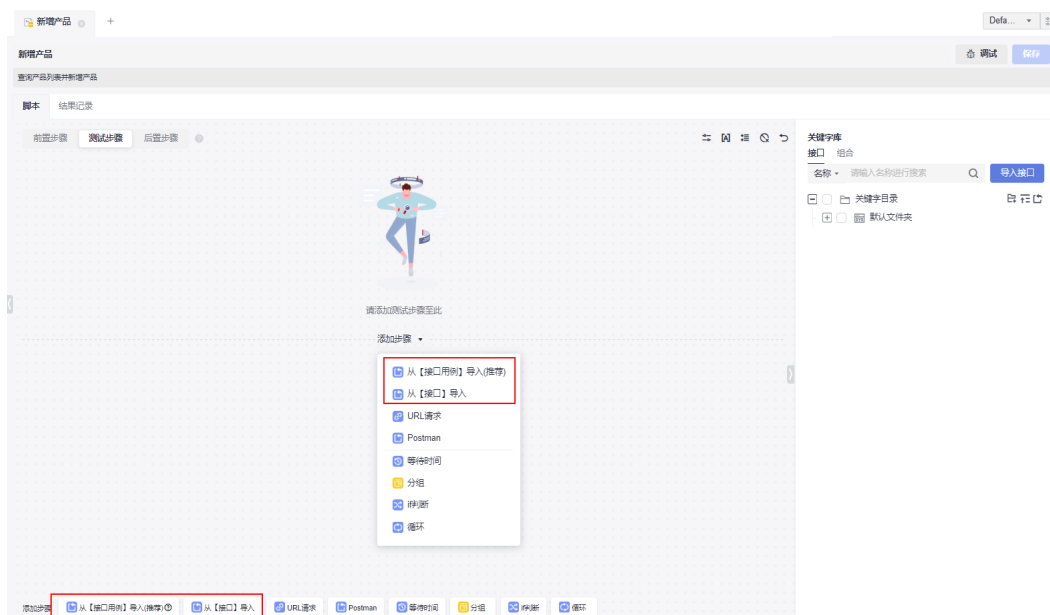 新增产品
Defa...
新增产品
调试
保存
查询产品列表并新增产品
脚本 结果记录
前置步骤 测试步骤 后置步骤
关键字库
接口 组合
名称 请输入名称进行搜索 导入接口
关键字目录
默认文件夹
请添加测试步骤至此
添加步骤
从【接口用例】导入(推荐)
从【接口】导入
URL请求
Postman
等待时间
分组
if判断
循环
添加步骤 从【接口用例】导入(推荐) 从【接口】导入 URL请求 Postman 等待时间 分组 if判断 循环